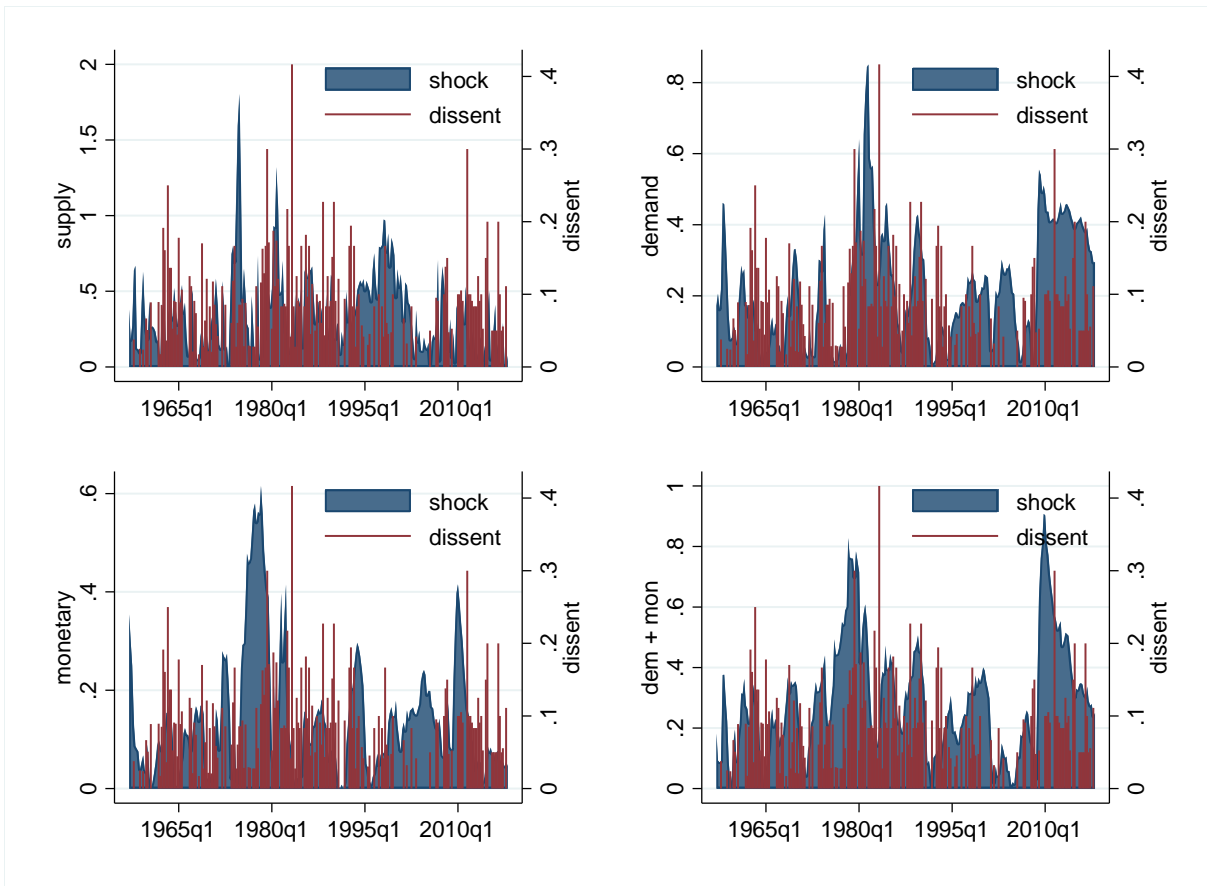 shock
dissent
supply
0
.5
1
1.5
2
dissent
0
.1
.2
.3
.4
1965q1 1980q1 1995q1 2010q1
shock
dissent
demand
0
.2
.4
.6
.8
dissent
0
.1
.2
.3
.4
1965q1 1980q1 1995q1 2010q1
shock
dissent
monetary
0
.2
.4
.6
dissent
0
.1
.2
.3
.4
1965q1 1980q1 1995q1 2010q1
shock
dissent
dem + mon
0
.2
.4
.6
.8
1
dissent
0
.1
.2
.3
.4
1965q1 1980q1 1995q1 2010q1